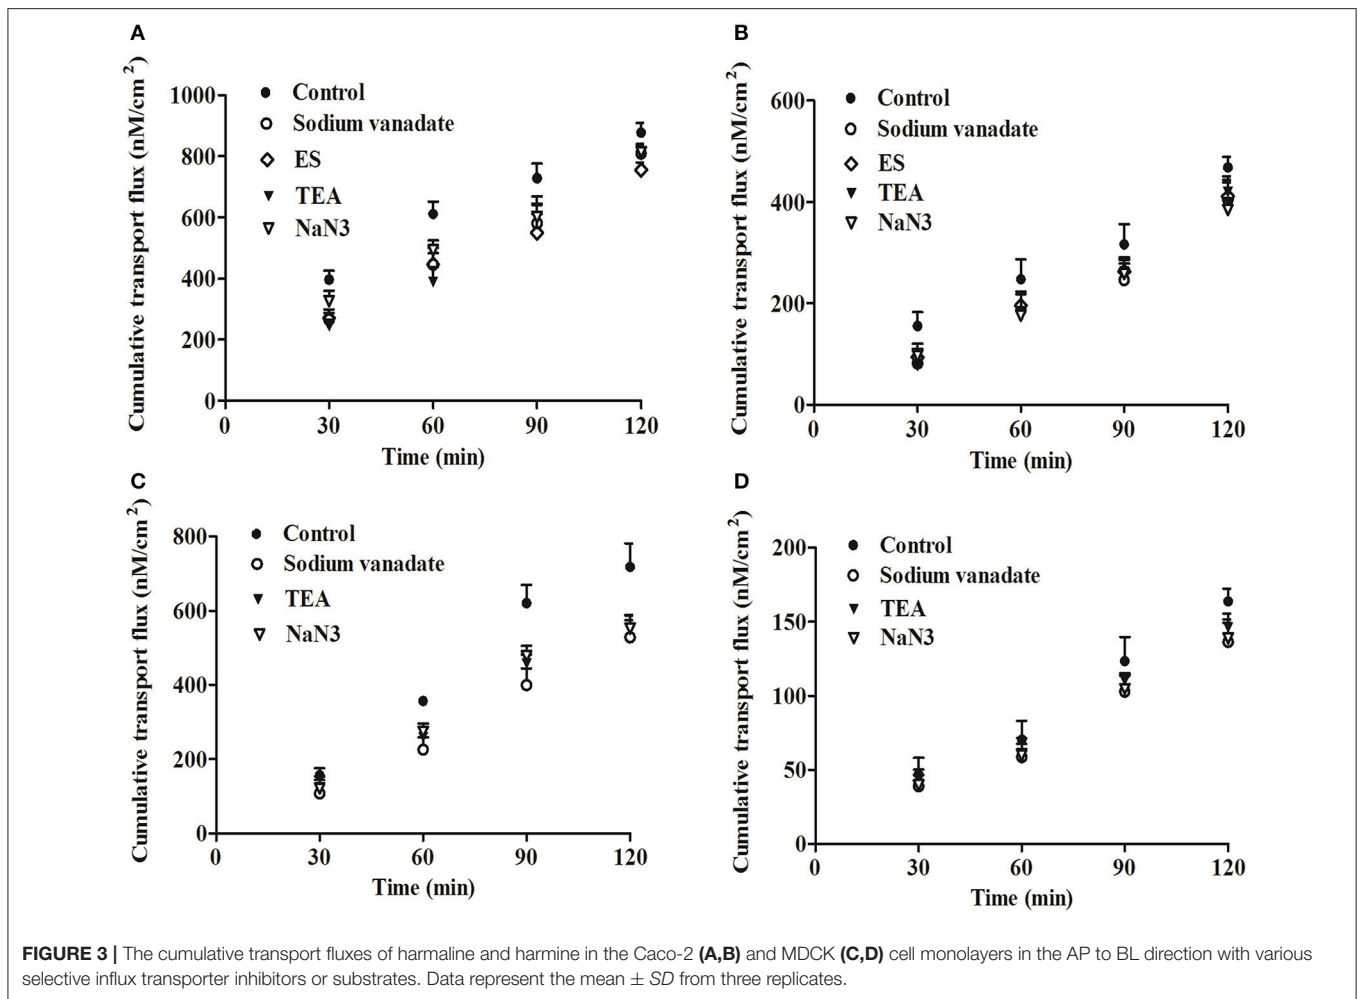 A
Cumulative transport flux (nM/cm²)
1000
800
600
400
200
0
Control
Sodium vanadate
ES
TEA
NaN3
0 30 60 90 120
Time (min)
B
Cumulative transport flux (nM/cm²)
600
400
200
0
Control
Sodium vanadate
ES
TEA
NaN3
0 30 60 90 120
Time (min)
C
Cumulative transport flux (nM/cm²)
800
600
400
200
0
Control
Sodium vanadate
TEA
NaN3
0 30 60 90 120
Time (min)
D
Cumulative transport flux (nM/cm²)
200
150
100
50
0
Control
Sodium vanadate
TEA
NaN3
0 30 60 90 120
Time (min)
FIGURE 3 | The cumulative transport fluxes of harmaline and harmine in the Caco-2 (A,B) and MDCK (C,D) cell monolayers in the AP to BL direction with various
selective influx transporter inhibitors or substrates. Data represent the mean ± SD from three replicates.